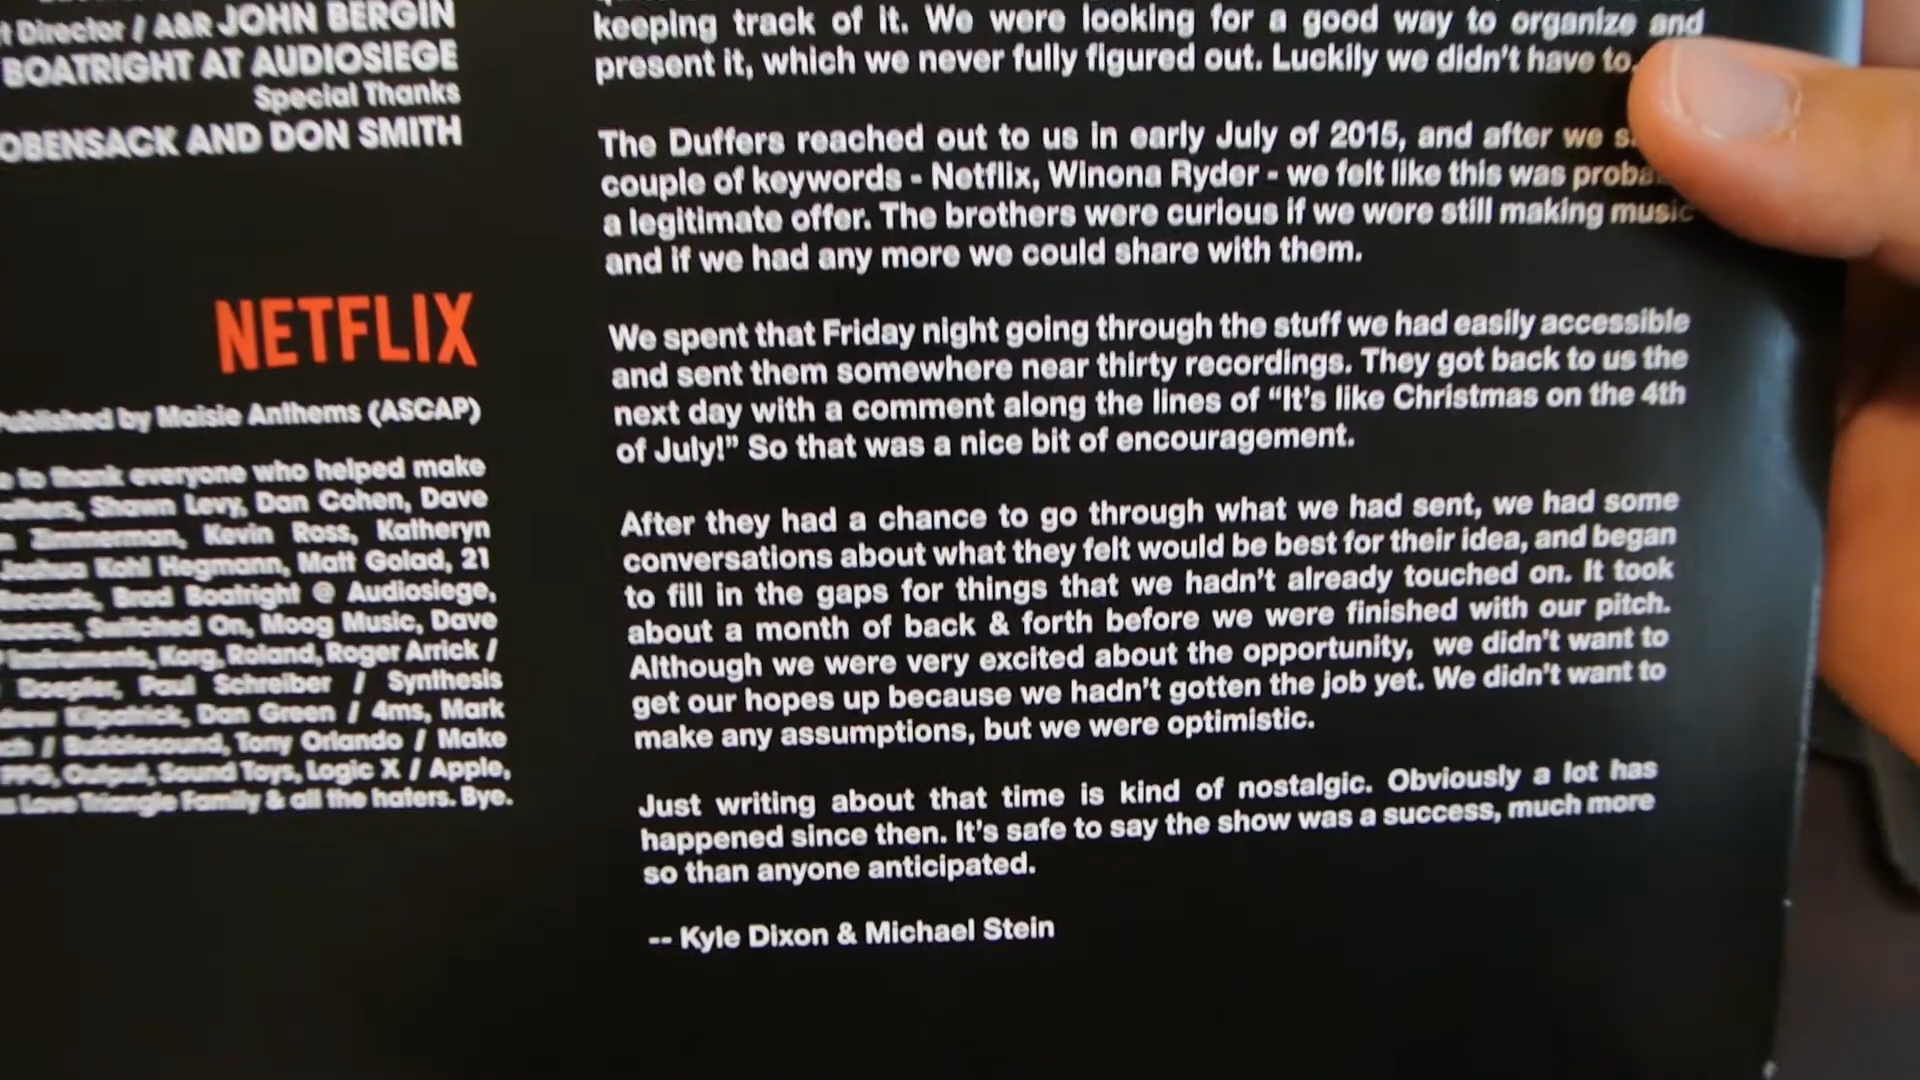 t Director / A&R JOHN BERGIN
BOATRIGHT AT AUDIOSIEGE
Special Thanks
OBENSACK AND DON SMITH
NETFLIX
Published by Maisie Anthems (ASCAP)
e to thank everyone who helped make
Shawn Levy, Dan Cohen, Dave
Zimmerman, Kevin Ross, Katheryn
Joshua Kohl Hegmann, Matt Golad, 21
Records, Brad Boatright @ Audiosiege,
Switched On, Moog Music, Dave
Instruments, Korg, Roland, Roger Arrick /
Doepfer, Paul Schreiber / Synthesis
Kilpatrick, Dan Green / 4ms, Mark
/ Bubblesound, Tony Orlando / Make
PPG, Output, Sound Toys, Logic X / Apple,
Love Triangle Family & all the haters. Bye.
keeping track of it. We were looking for a good way to organize and
present it, which we never fully figured out. Luckily we didn't have to.
The Duffers reached out to us in early July of 2015, and after we s
couple of keywords - Netflix, Winona Ryder - we felt like this was proba
a legitimate offer. The brothers were curious if we were still making music
and if we had any more we could share with them.
We spent that Friday night going through the stuff we had easily accessible
and sent them somewhere near thirty recordings. They got back to us the
next day with a comment along the lines of “It's like Christmas on the 4th
of July!” So that was a nice bit of encouragement.
After they had a chance to go through what we had sent, we had some
conversations about what they felt would be best for their idea, and began
to fill in the gaps for things that we hadn't already touched on. It took
about a month of back & forth before we were finished with our pitch.
Although we were very excited about the opportunity, we didn't want to
get our hopes up because we hadn't gotten the job yet. We didn't want to
make any assumptions, but we were optimistic.
Just writing about that time is kind of nostalgic. Obviously a lot has
happened since then. It's safe to say the show was a success, much more
so than anyone anticipated.
-- Kyle Dixon & Michael Stein